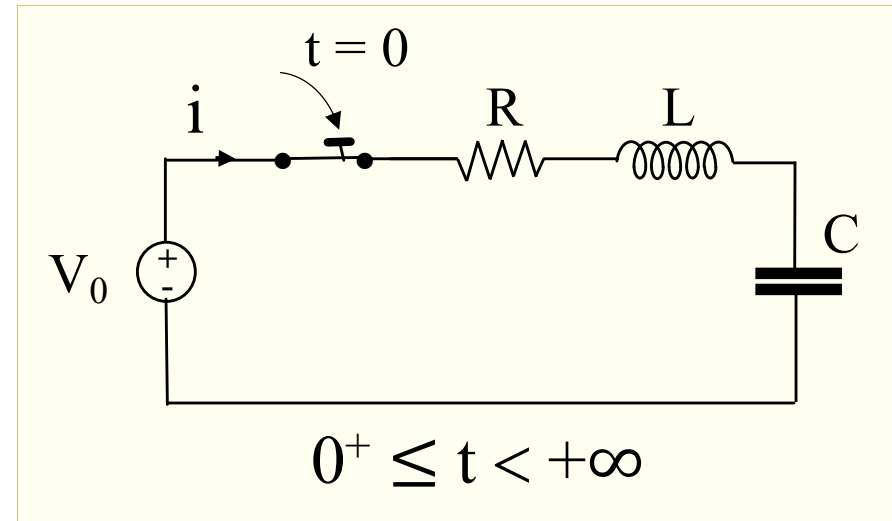 t = 0
i
R
L
C
V₀
+
-
0⁺ ≤ t < +∞